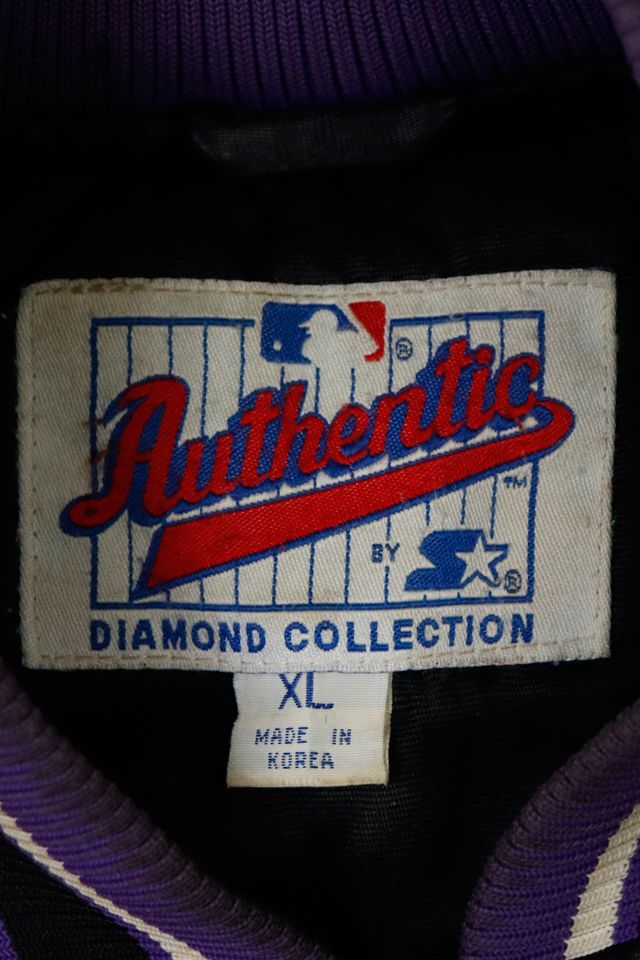 ®
Authentic
™
BY
®
DIAMOND COLLECTION
XL
MADE IN
KOREA